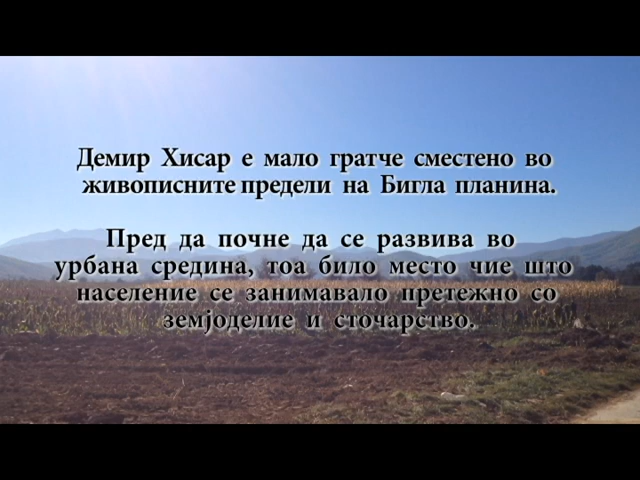 Демир Хисар е мало гратче сместено во
живописните предели на Бигла планина.
Пред да почне да се развива во
урбана средина, тоа било место чие што
население се занимавало претежно со
земјоделие и сточарство.